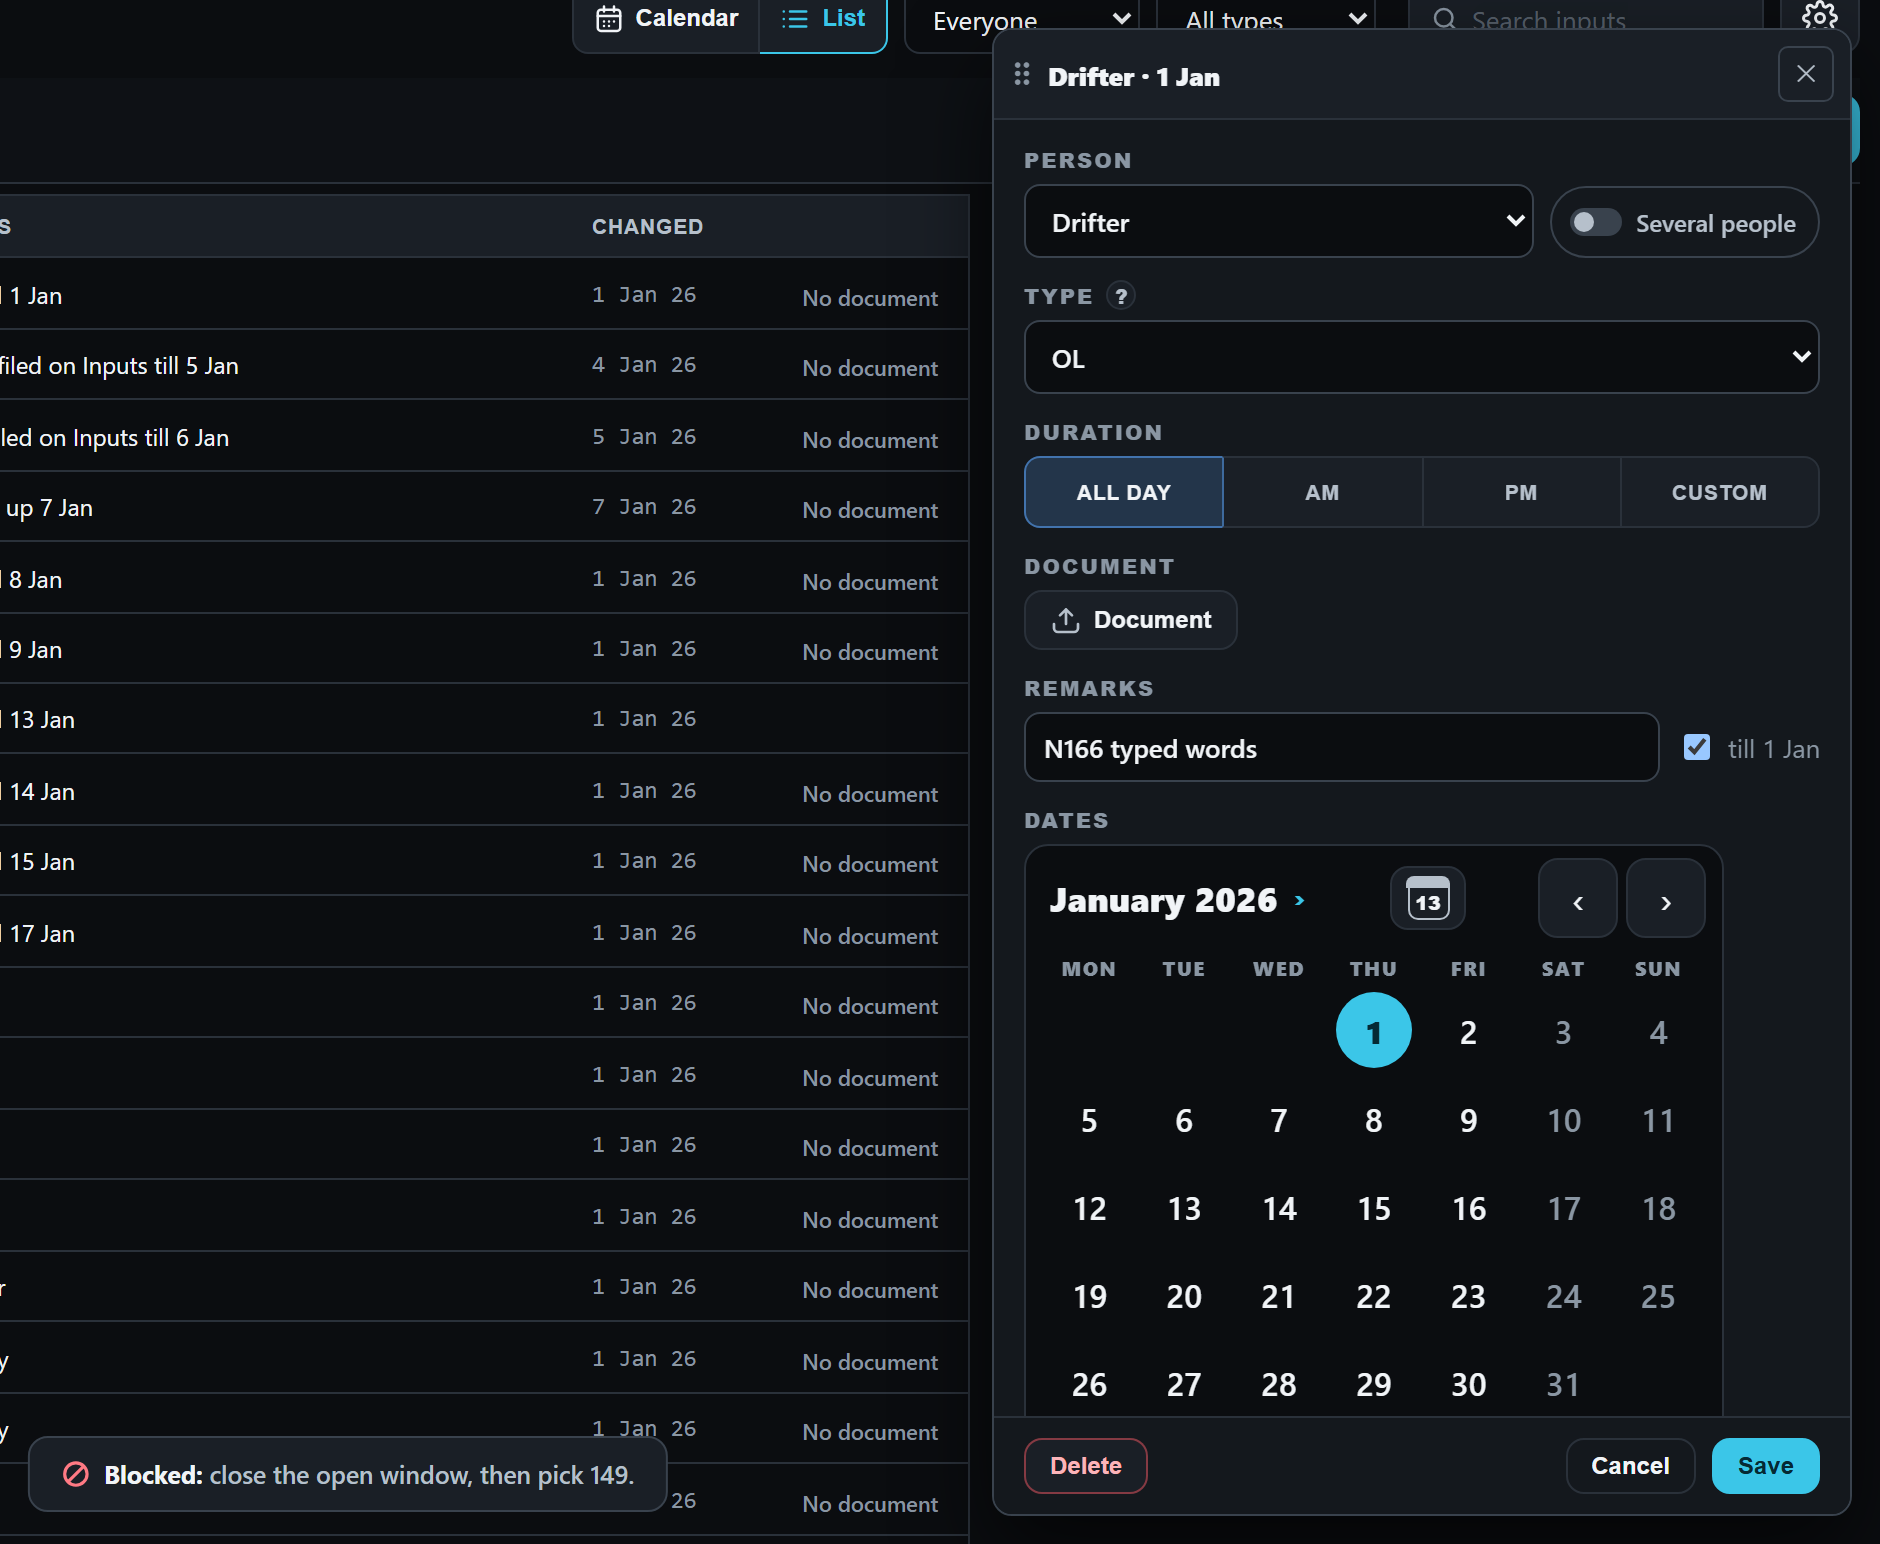 Calendar
List
Everyone
All types
Search inputs
Drifter · 1 Jan
PERSON
Drifter
Several people
TYPE ?
OL
DURATION
ALL DAY
AM
PM
CUSTOM
DOCUMENT
Document
REMARKS
N166 typed words
till 1 Jan
DATES
January 2026 ›
13
‹
›
MON TUE WED THU FRI SAT SUN
1 2 3 4
5 6 7 8 9 10 11
12 13 14 15 16 17 18
19 20 21 22 23 24 25
26 27 28 29 30 31
Delete
Cancel
Save
S CHANGED
1 Jan 1 Jan 26 No document
filed on Inputs till 5 Jan 4 Jan 26 No document
led on Inputs till 6 Jan 5 Jan 26 No document
up 7 Jan 7 Jan 26 No document
8 Jan 1 Jan 26 No document
9 Jan 1 Jan 26 No document
13 Jan 1 Jan 26
14 Jan 1 Jan 26 No document
15 Jan 1 Jan 26 No document
17 Jan 1 Jan 26 No document
1 Jan 26 No document
1 Jan 26 No document
1 Jan 26 No document
1 Jan 26 No document
r 1 Jan 26 No document
y 1 Jan 26 No document
y 1 Jan 26 No document
26 No document
Blocked: close the open window, then pick 149.